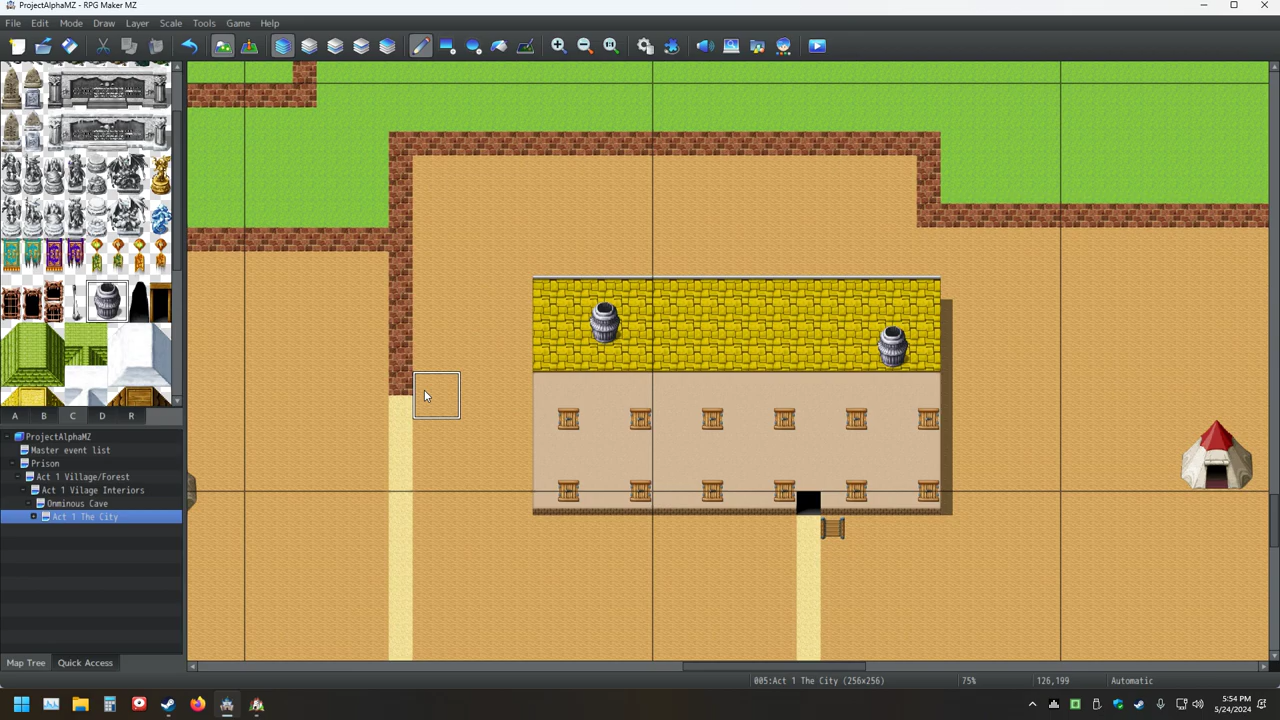 ProjectAlphaMZ - RPG Maker MZ
File Edit Mode Draw Layer Scale Tools Game Help
A B C D R
ProjectAlphaMZ
Master event list
Prison
Act 1 Village/Forest
Act 1 Vilage Interiors
Onminous Cave
Act 1 The City
Map Tree Quick Access
005:Act 1 The City (256x256) 75% 126,199 Automatic
5:54 PM
5/24/2024